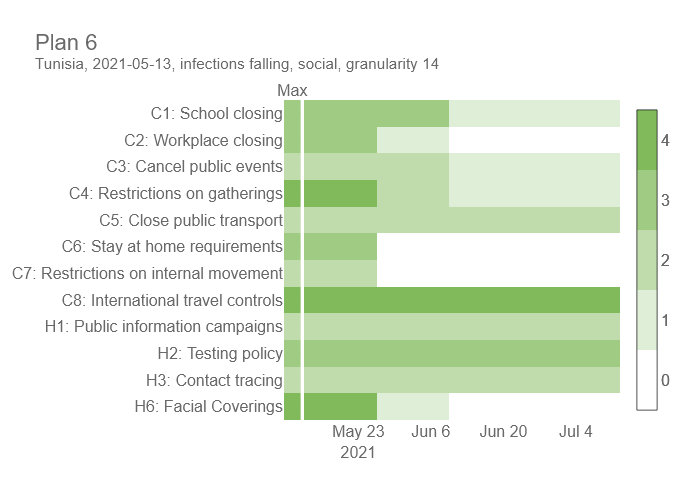 Plan 6
Tunisia, 2021-05-13, infections falling, social, granularity 14
Max
C1: School closing
C2: Workplace closing
C3: Cancel public events
C4: Restrictions on gatherings
C5: Close public transport
C6: Stay at home requirements
C7: Restrictions on internal movement
C8: International travel controls
H1: Public information campaigns
H2: Testing policy
H3: Contact tracing
H6: Facial Coverings
May 23 Jun 6 Jun 20 Jul 4
2021
4
3
2
1
0